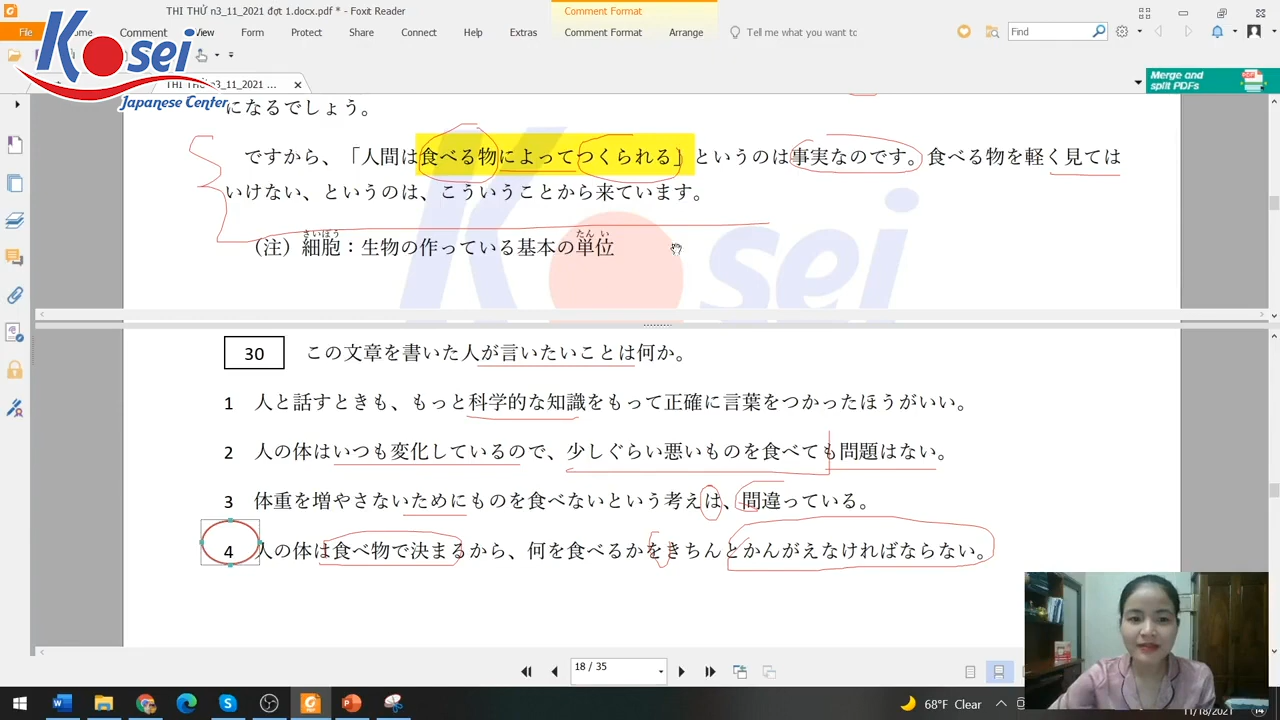 THI THỬ n3_11_2021 đợt 1.docx.pdf * - Foxit Reader
Comment Format
File Home Comment View Form Protect Share Connect Help Extras Comment Format Arrange Tell me what you want to Find
Kosei
Japanese Center
THI THỬ n3_11_2021 ...
Merge and
split PDFs
になるでしょう。
ですから、「人間は食べる物によってつくられる」というのは事実なのです。食べる物を軽く見ては
いけない、というのは、こういうことから来ています。
さいぼう たん い
（注）細胞：生物の作っている基本の単位
Kosei
30 この文章を書いた人が言いたいことは何か。
1 人と話すときも、もっと科学的な知識をもって正確に言葉をつかったほうがいい。
2 人の体はいつも変化しているので、少しぐらい悪いものを食べても問題はない。
3 体重を増やさないためにものを食べないという考えは、間違っている。
4 人の体は食べ物で決まるから、何を食べるかをきちんとかんがえなければならない。
18 / 35
68°F Clear
11/18/2021